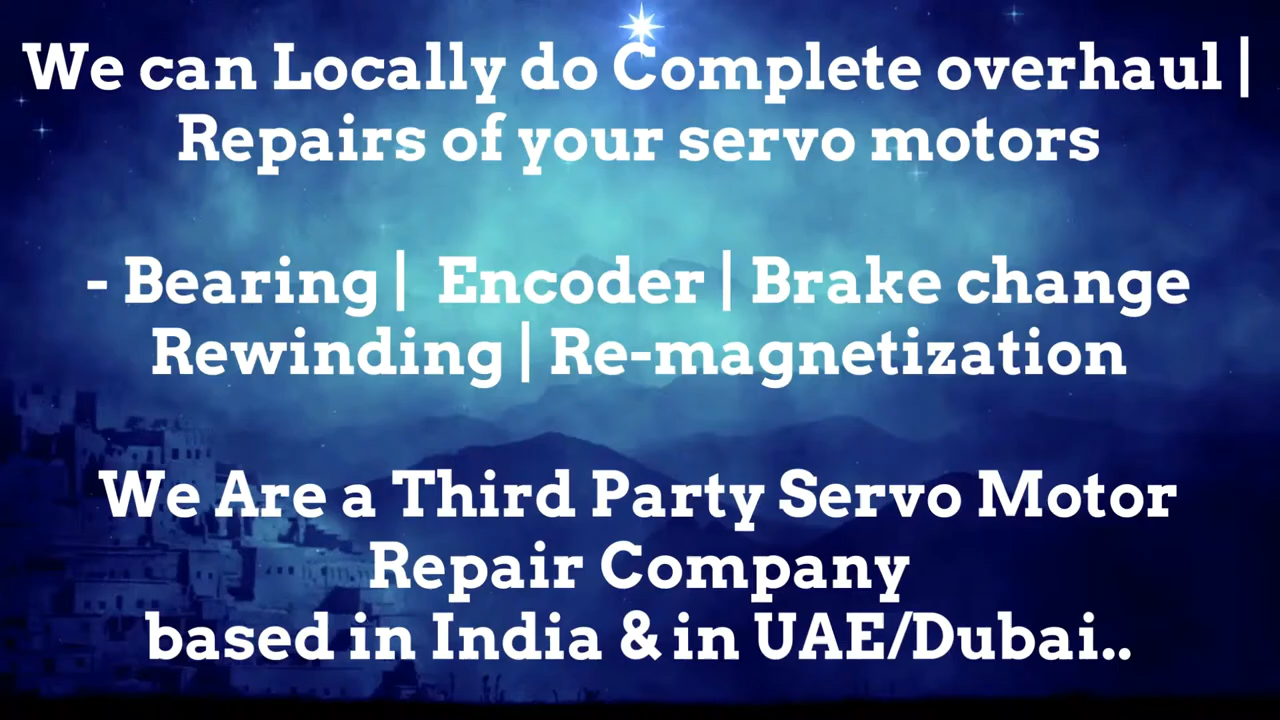 We can Locally do Complete overhaul |
Repairs of your servo motors
- Bearing | Encoder | Brake change
Rewinding | Re-magnetization
We Are a Third Party Servo Motor
Repair Company
based in India & in UAE/Dubai..